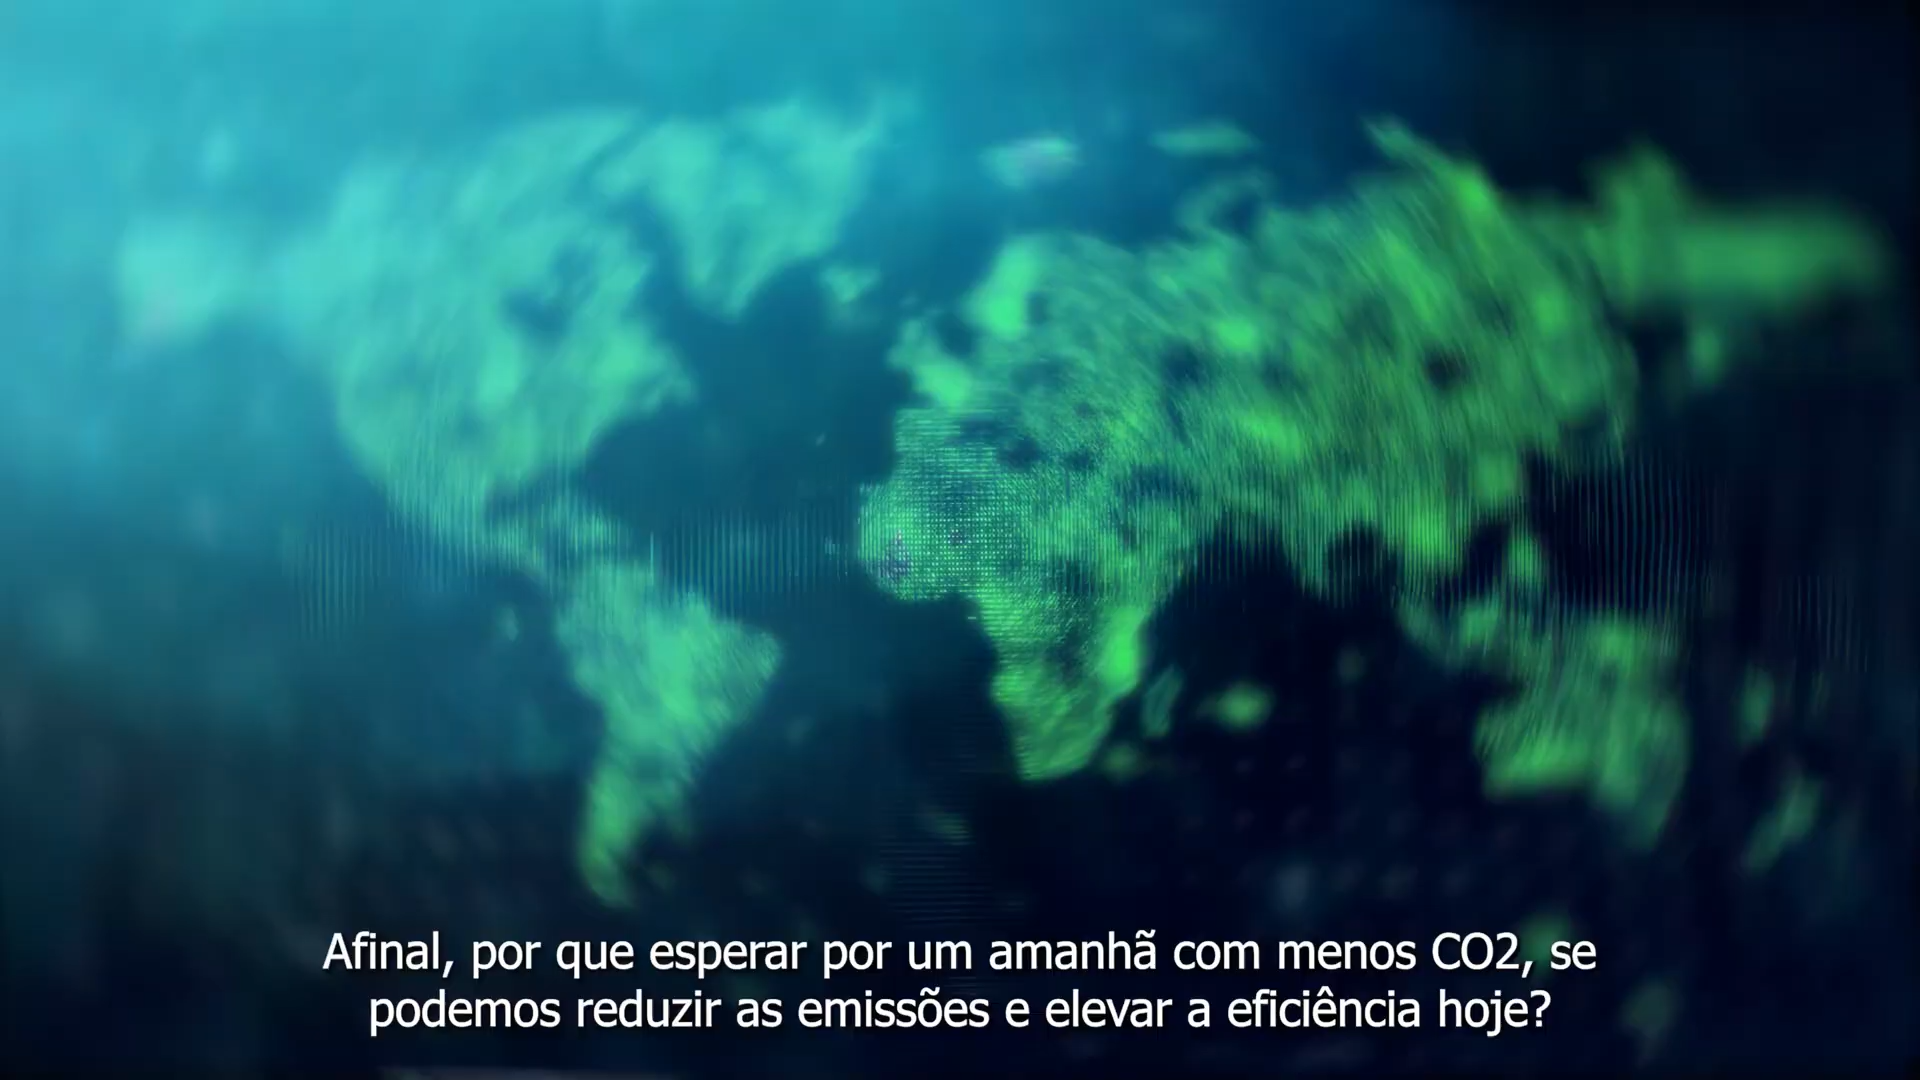 Afinal, por que esperar por um amanhã com menos CO2, se
podemos reduzir as emissões e elevar a eficiência hoje?